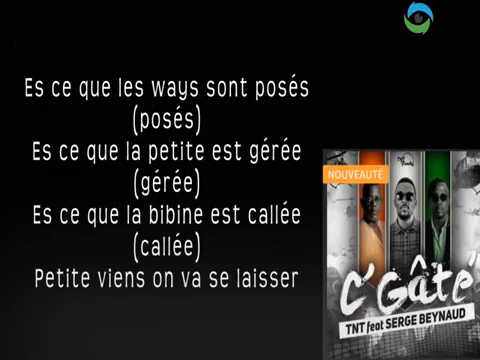 Es ce que les ways sont posés
(posés)
Es ce que la petite est gérée
(gérée)
Es ce que la bibine est callée
(callée)
Petite viens on va se laisser
NOUVEAUTÉ
C'Gâté
TNT feat SERGE BEYNAUD